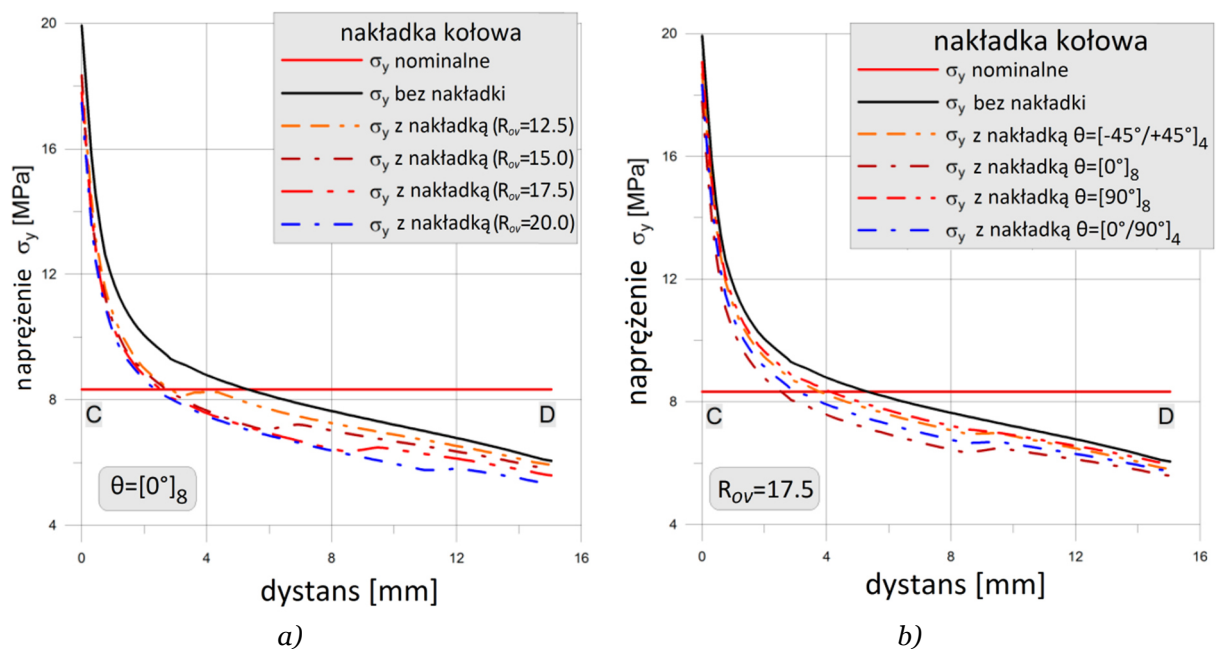 20
16
12
8
4
naprężenie σy [MPa]
nakładka kołowa
σy nominalne
σy bez nakładki
σy z nakładką (Rov=12.5)
σy z nakładką (Rov=15.0)
σy z nakładką (Rov=17.5)
σy z nakładką (Rov=20.0)
C
D
θ=[0°]8
0
4
8
12
16
dystans [mm]
a)
20
16
12
8
4
naprężenie σy [MPa]
nakładka kołowa
σy nominalne
σy bez nakładki
σy z nakładką θ=[-45°/+45°]4
σy z nakładką θ=[0°]8
σy z nakładką θ=[90°]8
σy z nakładką θ=[0°/90°]4
C
D
Rov=17.5
0
4
8
12
16
dystans [mm]
b)